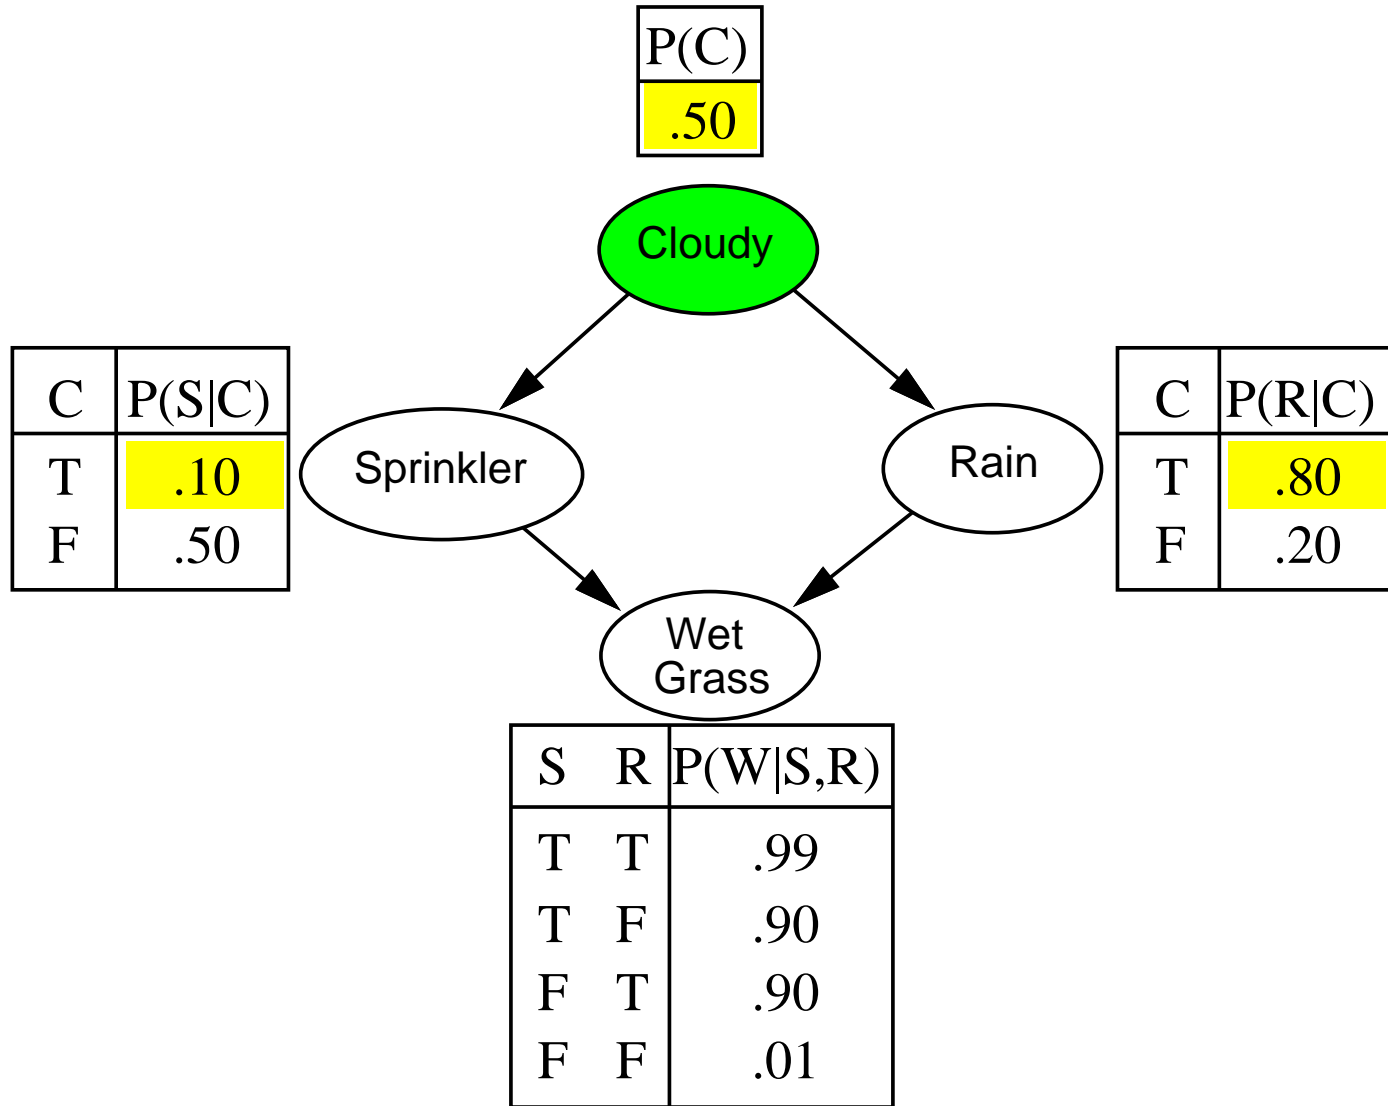 P(C)
.50
Cloudy
C P(S|C)
T .10
F .50
Sprinkler
Rain
C P(R|C)
T .80
F .20
Wet
Grass
S R P(W|S,R)
T T .99
T F .90
F T .90
F F .01